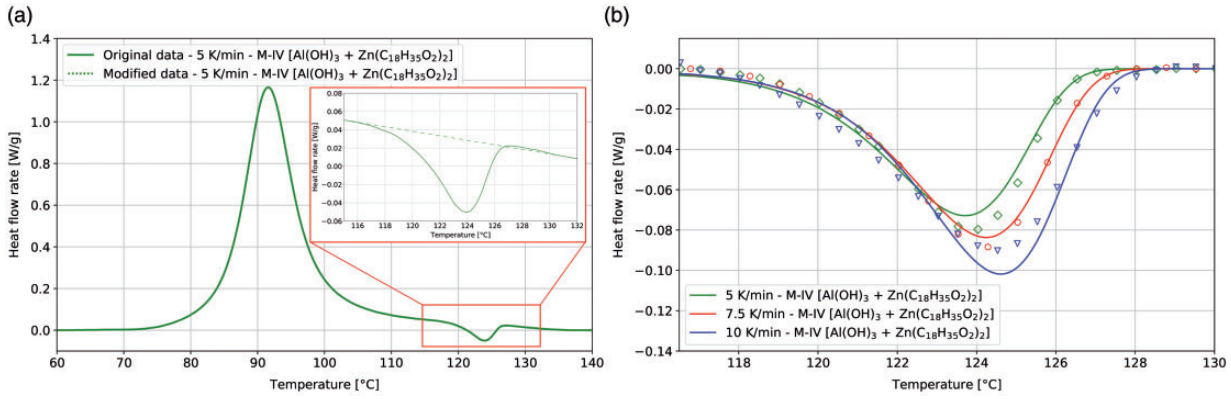 (a)
1.4
1.2
1.0
0.8
0.6
0.4
0.2
0.0
Heat flow rate [W/g]
Original data - 5 K/min - M-IV [Al(OH)3 + Zn(C18H35O2)2]
Modified data - 5 K/min - M-IV [Al(OH)3 + Zn(C18H35O2)2]
0.08
0.06
0.04
0.02
0.00
−0.02
−0.04
−0.06
Heat flow rate [W/g]
116 118 120 122 124 126 128 130 132
Temperature [°C]
60 70 80 90 100 110 120 130 140
Temperature [°C]
(b)
0.00
−0.02
−0.04
−0.06
−0.08
−0.10
−0.12
−0.14
Heat flow rate [W/g]
5 K/min - M-IV [Al(OH)3 + Zn(C18H35O2)2]
7.5 K/min - M-IV [Al(OH)3 + Zn(C18H35O2)2]
10 K/min - M-IV [Al(OH)3 + Zn(C18H35O2)2]
118 120 122 124 126 128 130
Temperature [°C]